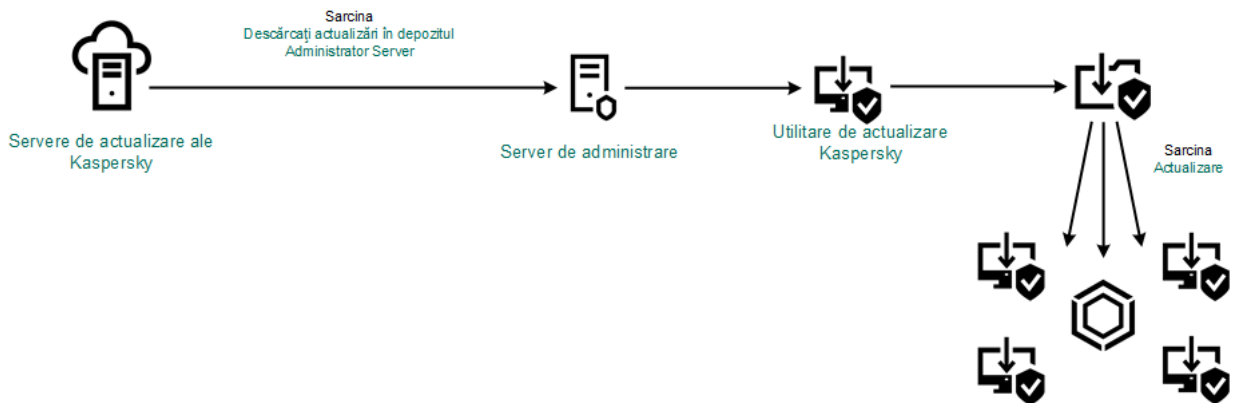 Sarcina
Descărcați actualizări în depozitul
Administrator Server
Servere de actualizare ale
Kaspersky
Server de administrare
Utilitare de actualizare
Kaspersky
Sarcina
Actualizare